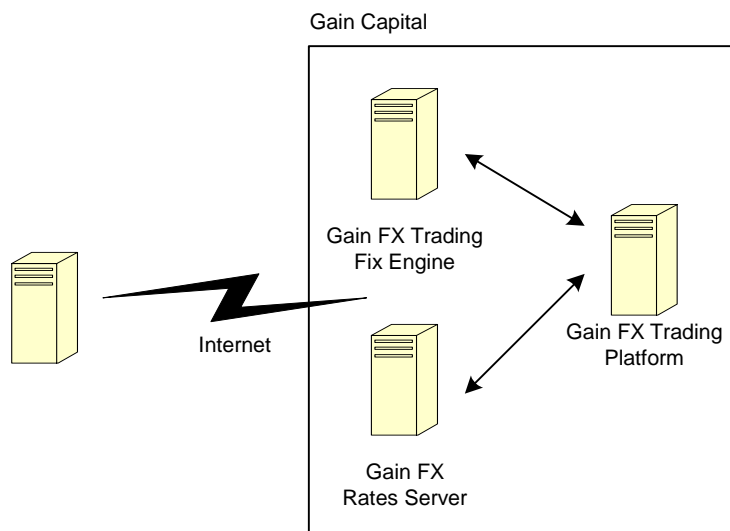 Gain Capital
Gain FX Trading
Fix Engine
Internet
Gain FX Trading
Platform
Gain FX
Rates Server